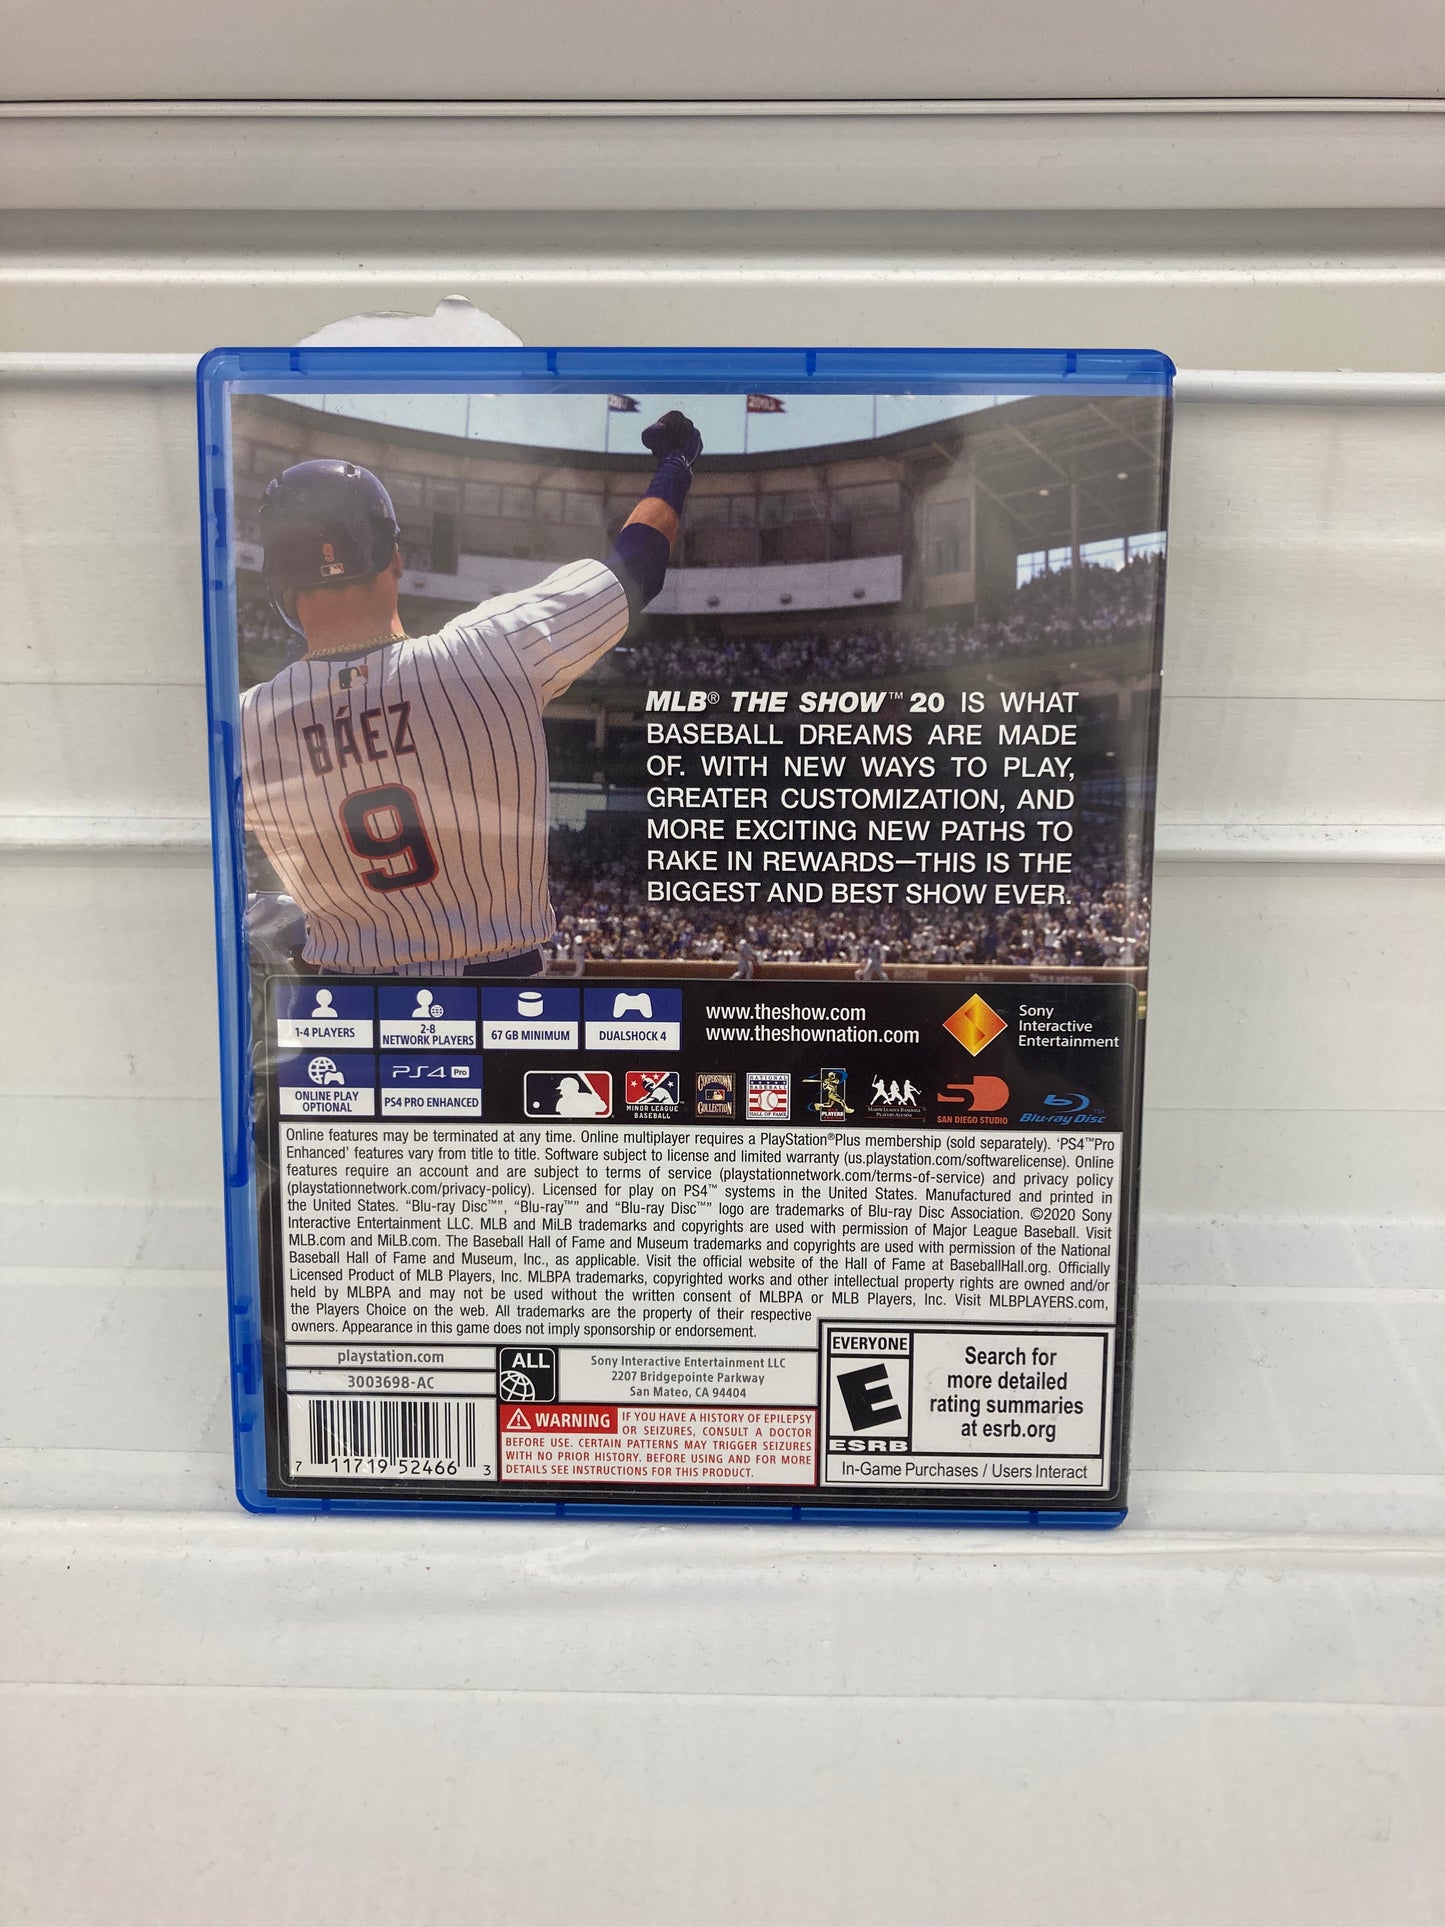 9
BÁEZ
9
MLB® THE SHOW™ 20 IS WHAT
BASEBALL DREAMS ARE MADE
OF. WITH NEW WAYS TO PLAY,
GREATER CUSTOMIZATION, AND
MORE EXCITING NEW PATHS TO
RAKE IN REWARDS—THIS IS THE
BIGGEST AND BEST SHOW EVER.
1-4 PLAYERS
2-8
NETWORK PLAYERS
67 GB MINIMUM
DUALSHOCK 4
www.theshow.com
www.theshownation.com
Sony
Interactive
Entertainment
ONLINE PLAY
OPTIONAL
PS4 Pro
PS4 PRO ENHANCED
MINOR LEAGUE
BASEBALL
COOPERSTOWN
COLLECTION
NATIONAL
BASEBALL
HALL OF FAME
PLAYERS
MAJOR LEAGUE BASEBALL
PLAYERS ALUMNI
SAN DIEGO STUDIO
Blu-ray Disc™
Online features may be terminated at any time. Online multiplayer requires a PlayStation®Plus membership (sold separately). ‘PS4™Pro
Enhanced’ features vary from title to title. Software subject to license and limited warranty (us.playstation.com/softwarelicense). Online
features require an account and are subject to terms of service (playstationnetwork.com/terms-of-service) and privacy policy
(playstationnetwork.com/privacy-policy). Licensed for play on PS4™ systems in the United States. Manufactured and printed in
the United States. “Blu-ray Disc™”, “Blu-ray™” and “Blu-ray Disc™” logo are trademarks of Blu-ray Disc Association. ©2020 Sony
Interactive Entertainment LLC. MLB and MiLB trademarks and copyrights are used with permission of Major League Baseball. Visit
MLB.com and MiLB.com. The Baseball Hall of Fame and Museum trademarks and copyrights are used with permission of the National
Baseball Hall of Fame and Museum, Inc., as applicable. Visit the official website of the Hall of Fame at BaseballHall.org. Officially
Licensed Product of MLB Players, Inc. MLBPA trademarks, copyrighted works and other intellectual property rights are owned and/or
held by MLBPA and may not be used without the written consent of MLBPA or MLB Players, Inc. Visit MLBPLAYERS.com,
the Players Choice on the web. All trademarks are the property of their respective
owners. Appearance in this game does not imply sponsorship or endorsement.
playstation.com
3003698-AC
7 11719 52466 3
ALL
Sony Interactive Entertainment LLC
2207 Bridgepointe Parkway
San Mateo, CA 94404
WARNING IF YOU HAVE A HISTORY OF EPILEPSY
OR SEIZURES, CONSULT A DOCTOR
BEFORE USE. CERTAIN PATTERNS MAY TRIGGER SEIZURES
WITH NO PRIOR HISTORY. BEFORE USING AND FOR MORE
DETAILS SEE INSTRUCTIONS FOR THIS PRODUCT.
EVERYONE
E
ESRB
Search for
more detailed
rating summaries
at esrb.org
In-Game Purchases / Users Interact